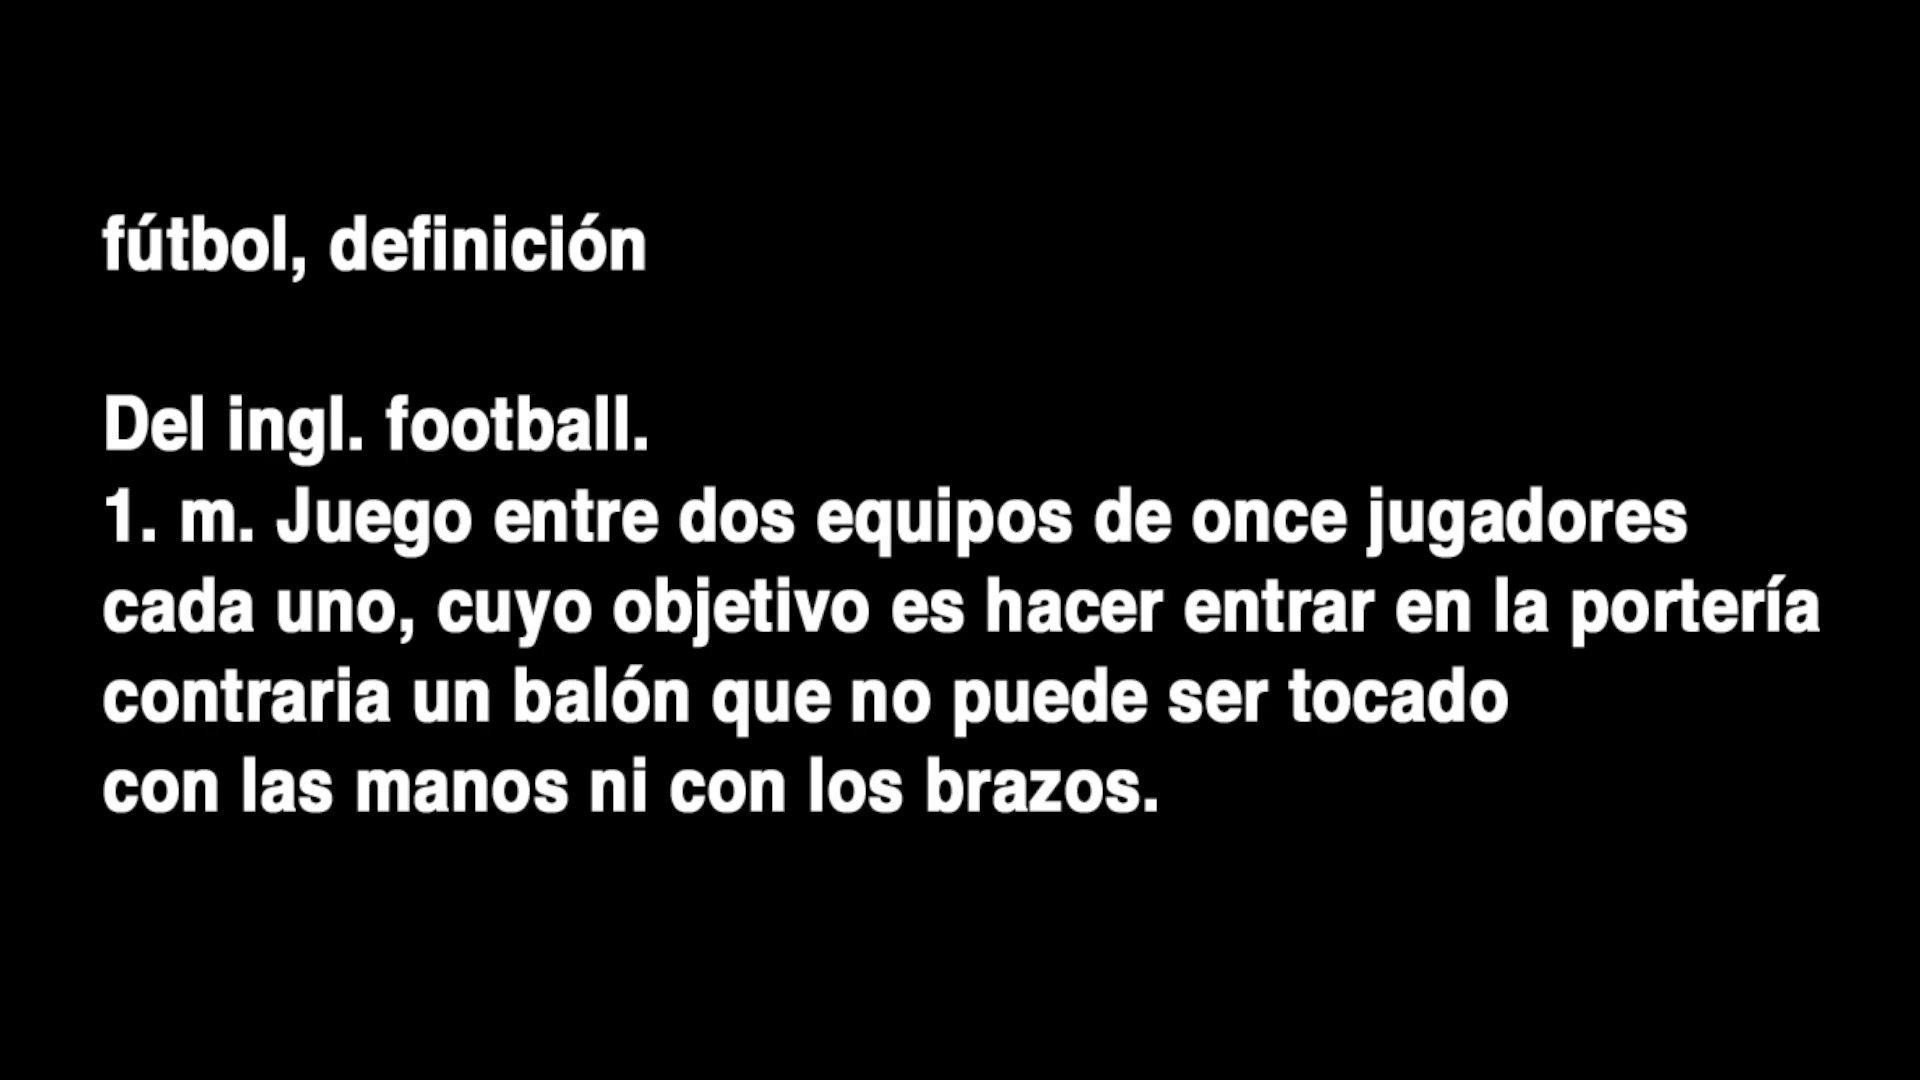 fútbol, definición
Del ingl. football.
1. m. Juego entre dos equipos de once jugadores
cada uno, cuyo objetivo es hacer entrar en la portería
contraria un balón que no puede ser tocado
con las manos ni con los brazos.